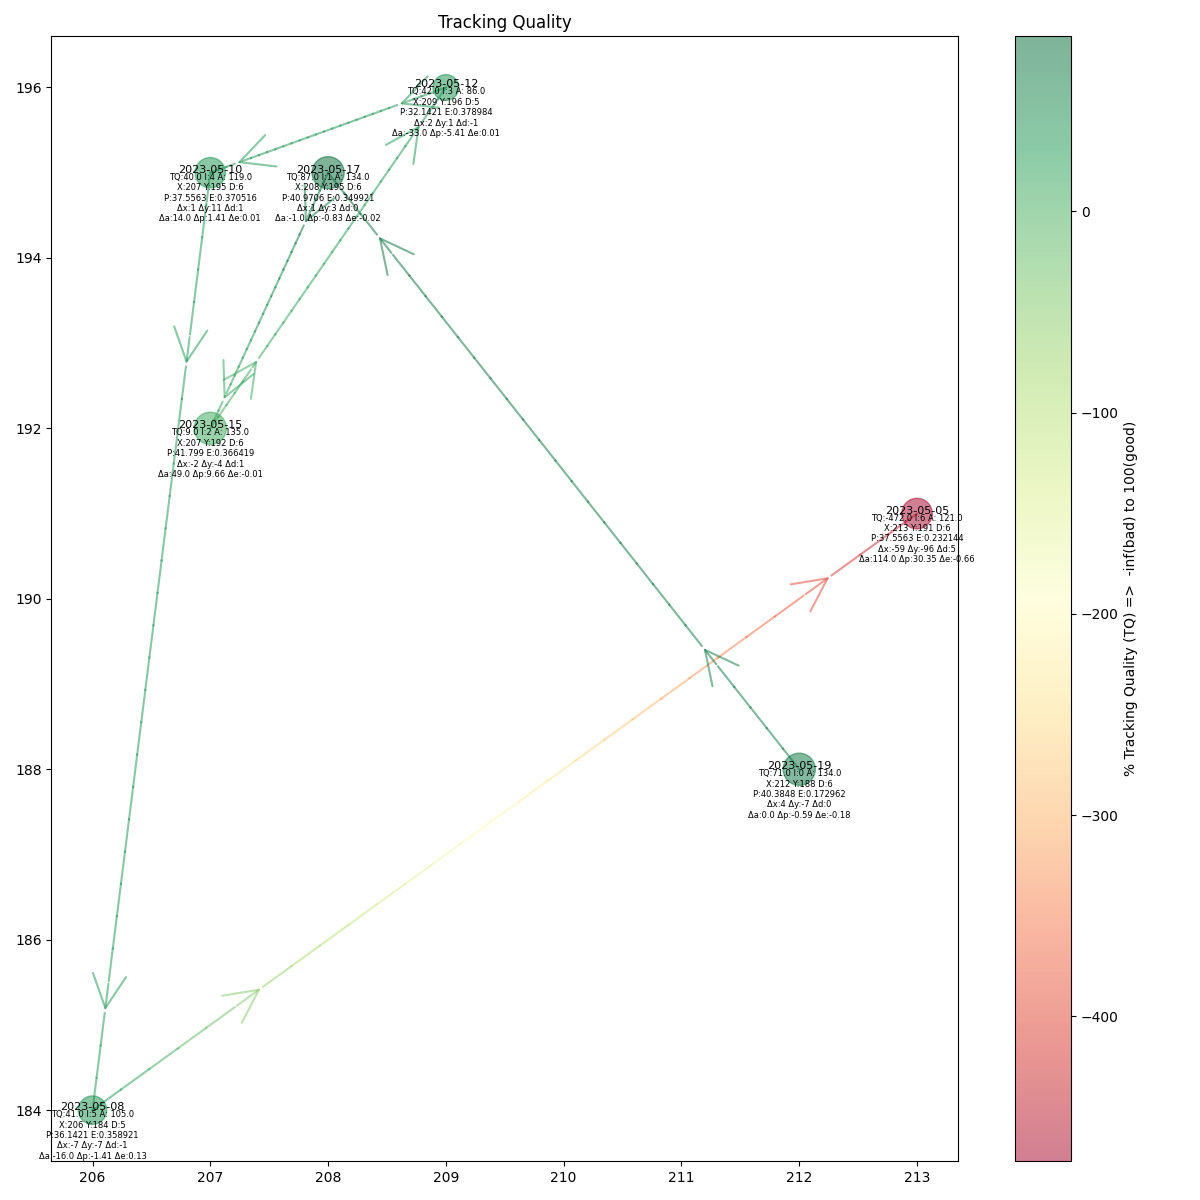 Tracking Quality
196
194
192
190
188
186
184
2023-05-12
TQ:42.0 I:3 A: 86.0
X:209 Y:196 D:5
P:32.1421 E:0.378984
Δx:2 Δy:1 Δd:-1
Δa:-33.0 Δp:-5.41 Δe:0.01
2023-05-10
TQ:40.0 I:4 A: 119.0
X:207 Y:195 D:6
P:37.5563 E:0.370516
Δx:1 Δy:11 Δd:1
Δa:14.0 Δp:1.41 Δe:0.01
2023-05-17
TQ:87.0 I:1 A: 134.0
X:208 Y:195 D:6
P:40.9706 E:0.349921
Δx:1 Δy:3 Δd:0
Δa:-1.0 Δp:-0.83 Δe:-0.02
2023-05-15
TQ:9.0 I:2 A: 135.0
X:207 Y:192 D:6
P:41.799 E:0.366419
Δx:-2 Δy:-4 Δd:1
Δa:49.0 Δp:9.66 Δe:-0.01
2023-05-05
TQ:-472.0 I:6 A: 121.0
X:213 Y:191 D:6
P:37.5563 E:0.232144
Δx:-59 Δy:-96 Δd:5
Δa:114.0 Δp:30.35 Δe:-0.66
2023-05-19
TQ:71.0 I:0 A: 134.0
X:212 Y:188 D:6
P:40.3848 E:0.172962
Δx:4 Δy:-7 Δd:0
Δa:0.0 Δp:-0.59 Δe:-0.18
2023-05-08
TQ:41.0 I:5 A: 105.0
X:206 Y:184 D:5
P:36.1421 E:0.358921
Δx:-7 Δy:-7 Δd:-1
Δa:-16.0 Δp:-1.41 Δe:0.13
206 207 208 209 210 211 212 213
0
−100
−200
−300
−400
% Tracking Quality (TQ) => -inf(bad) to 100(good)